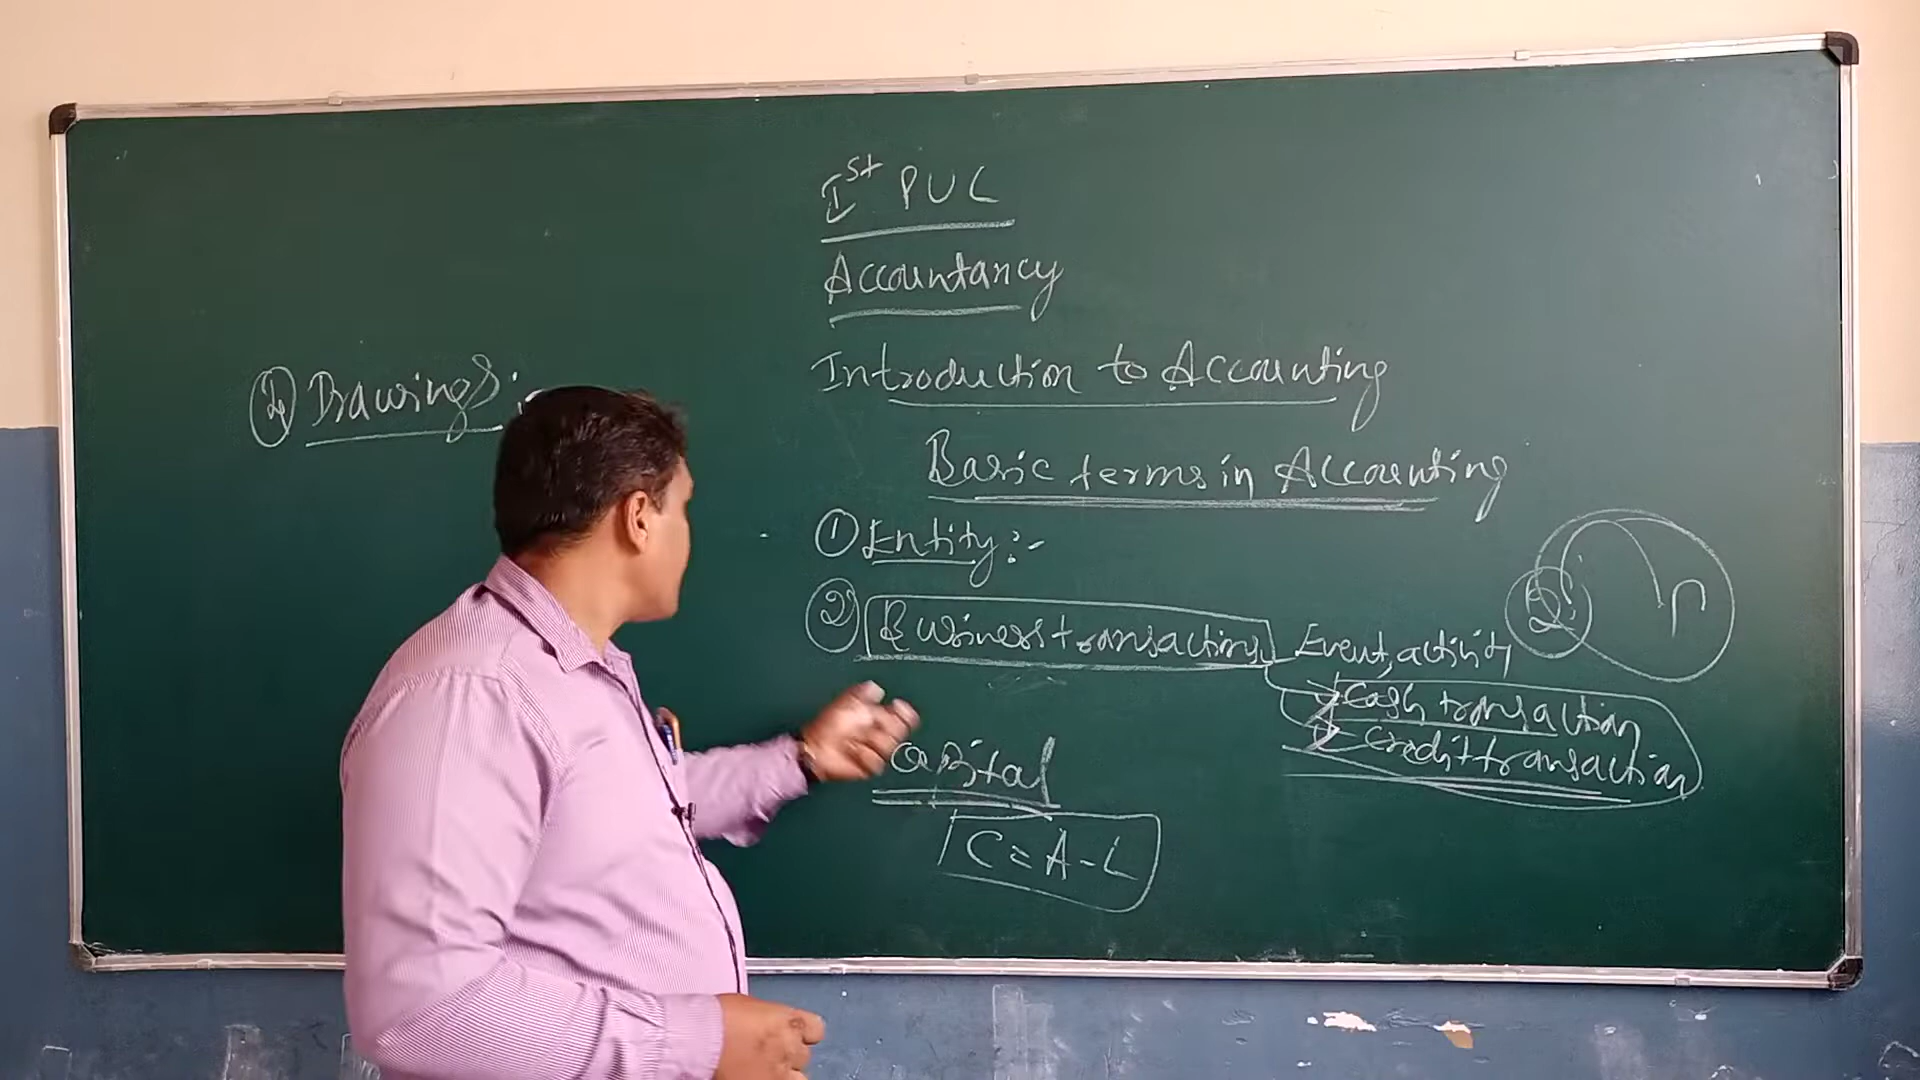 Ist PUC
Accountancy
Introduction to Accounting
Basic terms in Accounting
① Entity:-
② Business transactions Event, activity
Cash transaction
Credit transaction
Capital
C = A - L
④ Drawings:-